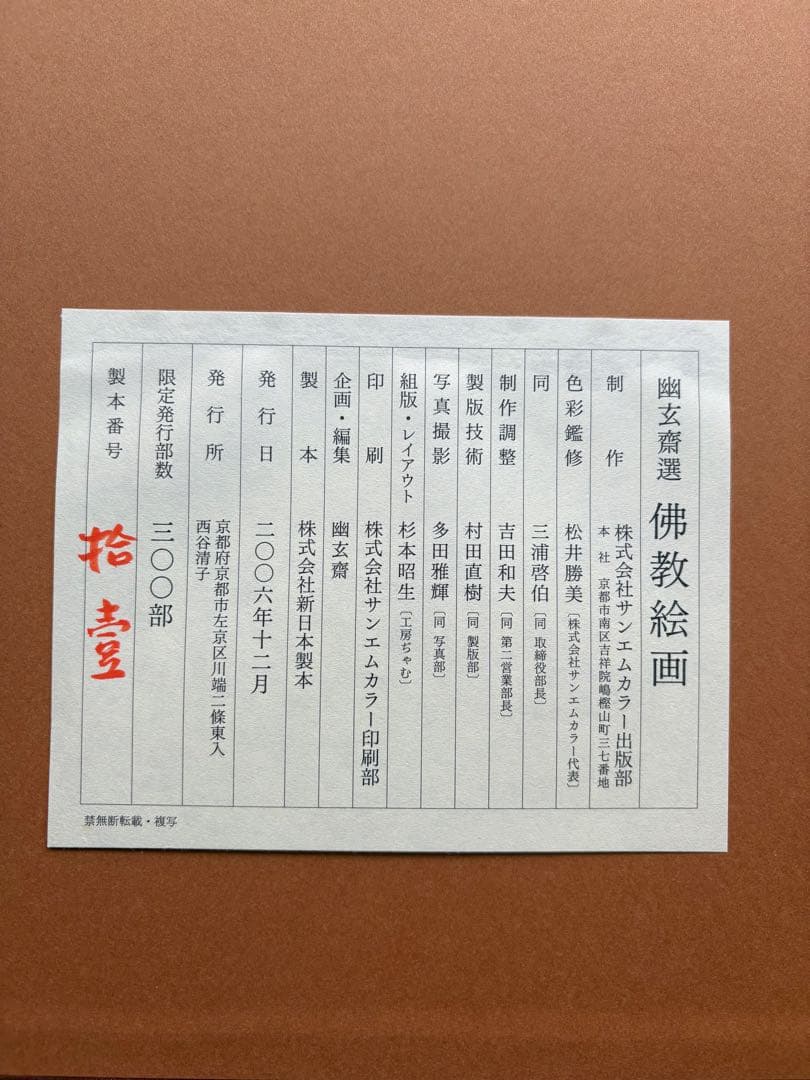 幽玄齋選 佛教絵画
制作 株式会社サンエムカラー出版部
本社 京都市南区吉祥院嶋樫山町三七番地
色彩鑑修 松井勝美〔株式会社サンエムカラー代表〕
同 三浦啓伯〔同 取締役部長〕
制作調整 吉田和夫〔同 第二営業部長〕
製版技術 村田直樹〔同 製版部〕
写真撮影 多田雅輝〔同 写真部〕
組版・レイアウト 杉本昭生〔工房ぢゃむ〕
印刷 株式会社サンエムカラー印刷部
企画・編集 幽玄齋
製本 株式会社新日本製本
発行日 二〇〇六年十二月
発行所 京都府京都市左京区川端二條東入
西谷清子
限定発行部数 三〇〇部
製本番号 拾壹
禁無断転載・複写